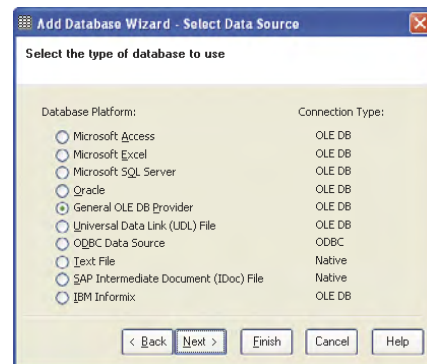 Add Database Wizard - Select Data Source
Select the type of database to use
Database Platform: Connection Type:
Microsoft Access OLE DB
Microsoft Excel OLE DB
Microsoft SQL Server OLE DB
Oracle OLE DB
General OLE DB Provider OLE DB
Universal Data Link (UDL) File OLE DB
ODBC Data Source ODBC
Text File Native
SAP Intermediate Document (IDoc) File Native
IBM Informix OLE DB
< Back Next > Finish Cancel Help